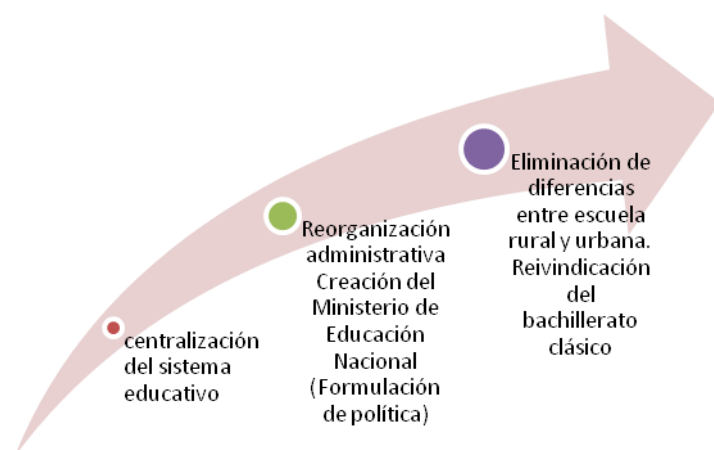 centralización
del sistema
educativo
Reorganización
administrativa
Creación del
Ministerio de
Educación
Nacional
(Formulación
de política)
Eliminación de
diferencias
entre escuela
rural y urbana.
Reivindicación
del
bachillerato
clásico